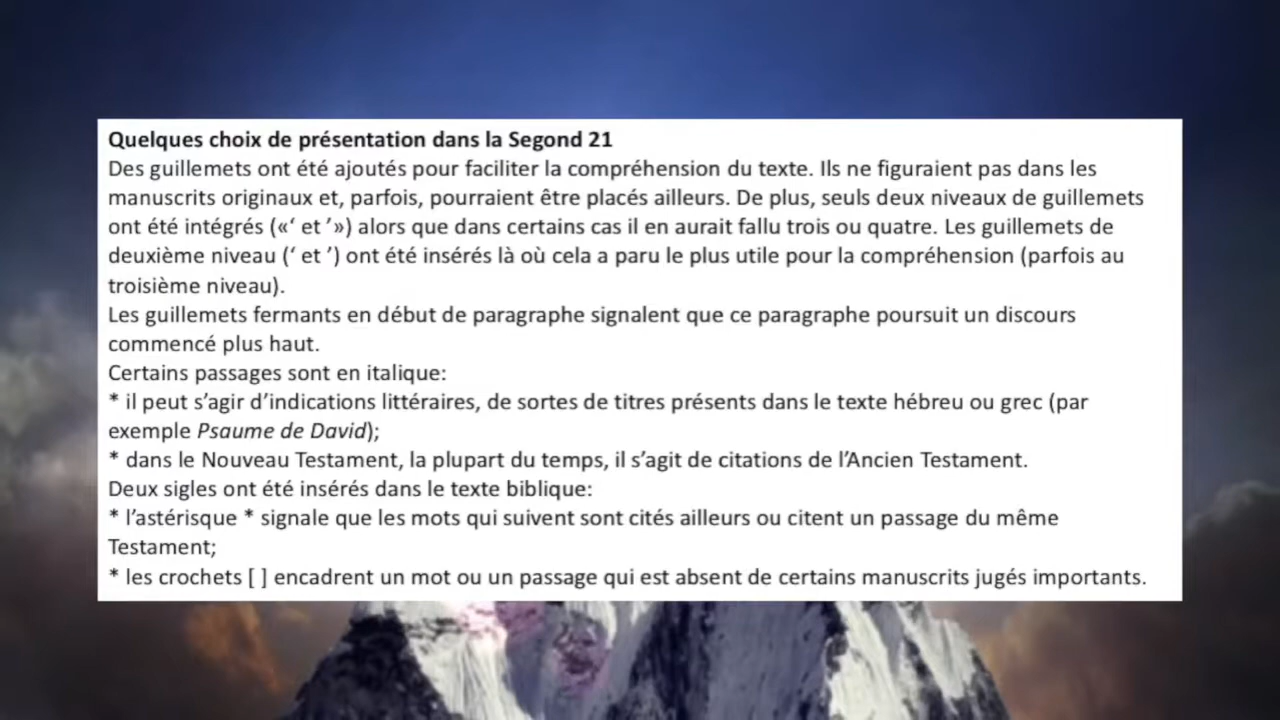 Quelques choix de présentation dans la Segond 21
Des guillemets ont été ajoutés pour faciliter la compréhension du texte. Ils ne figuraient pas dans les
manuscrits originaux et, parfois, pourraient être placés ailleurs. De plus, seuls deux niveaux de guillemets
ont été intégrés («‘ et ’») alors que dans certains cas il en aurait fallu trois ou quatre. Les guillemets de
deuxième niveau (‘ et ’) ont été insérés là où cela a paru le plus utile pour la compréhension (parfois au
troisième niveau).
Les guillemets fermants en début de paragraphe signalent que ce paragraphe poursuit un discours
commencé plus haut.
Certains passages sont en italique:
* il peut s’agir d’indications littéraires, de sortes de titres présents dans le texte hébreu ou grec (par
exemple Psaume de David);
* dans le Nouveau Testament, la plupart du temps, il s’agit de citations de l’Ancien Testament.
Deux sigles ont été insérés dans le texte biblique:
* l’astérisque * signale que les mots qui suivent sont cités ailleurs ou citent un passage du même
Testament;
* les crochets [ ] encadrent un mot ou un passage qui est absent de certains manuscrits jugés importants.